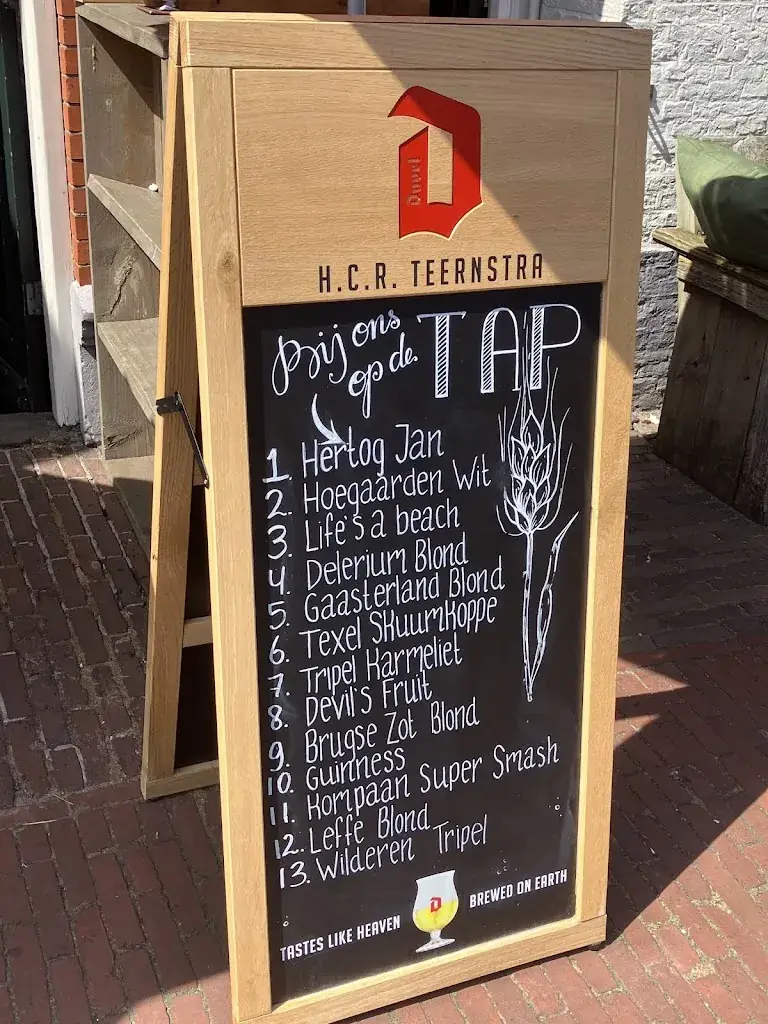 D
Duvel
H.C.R. TEERNSTRA
Bij ons
op de TAP
1. Hertog Jan
2. Hoegaarden Wit
3. Life's a beach
4. Delerium Blond
5. Gaasterland Blond
6. Texel Skuumkoppe
7. Tripel Karmeliet
8. Devil's Fruit
9. Brugse Zot Blond
10. Guinness
11. Kompaan Super Smash
12. Leffe Blond
13. Wilderen Tripel
TASTES LIKE HEAVEN D BREWED ON EARTH